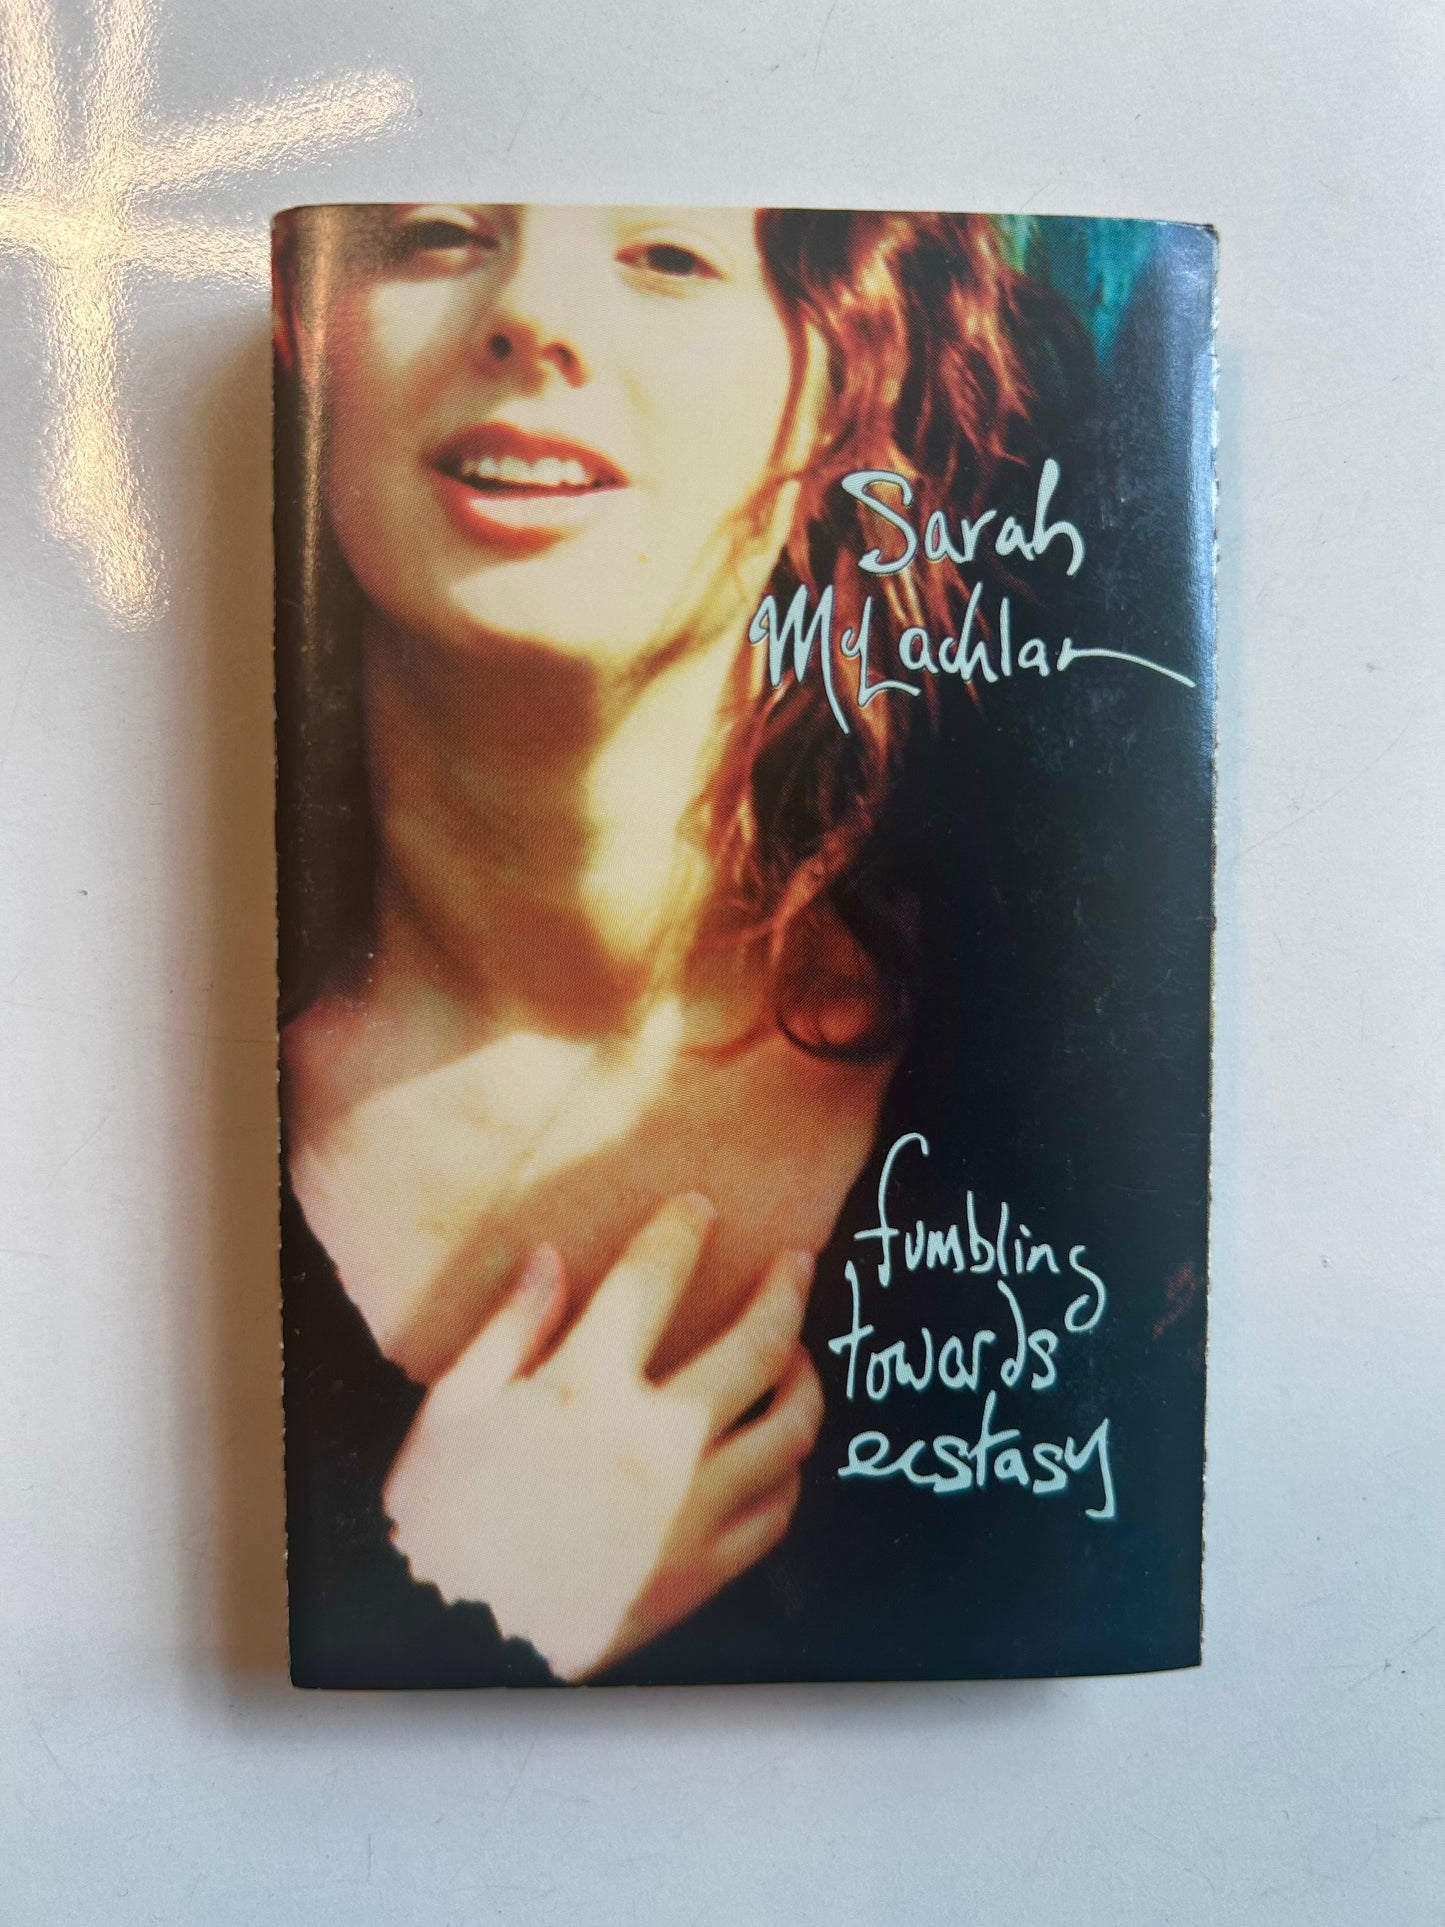 Sarah
McLachlan
fumbling
towards
ecstasy